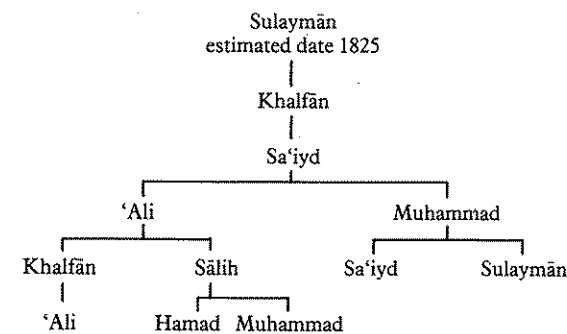 Sulaymān
estimated date 1825
Khalfān
Sa‘iyd
‘Ali Muhammad
Khalfān Sālih Sa‘iyd Sulaymān
‘Ali Hamad Muhammad